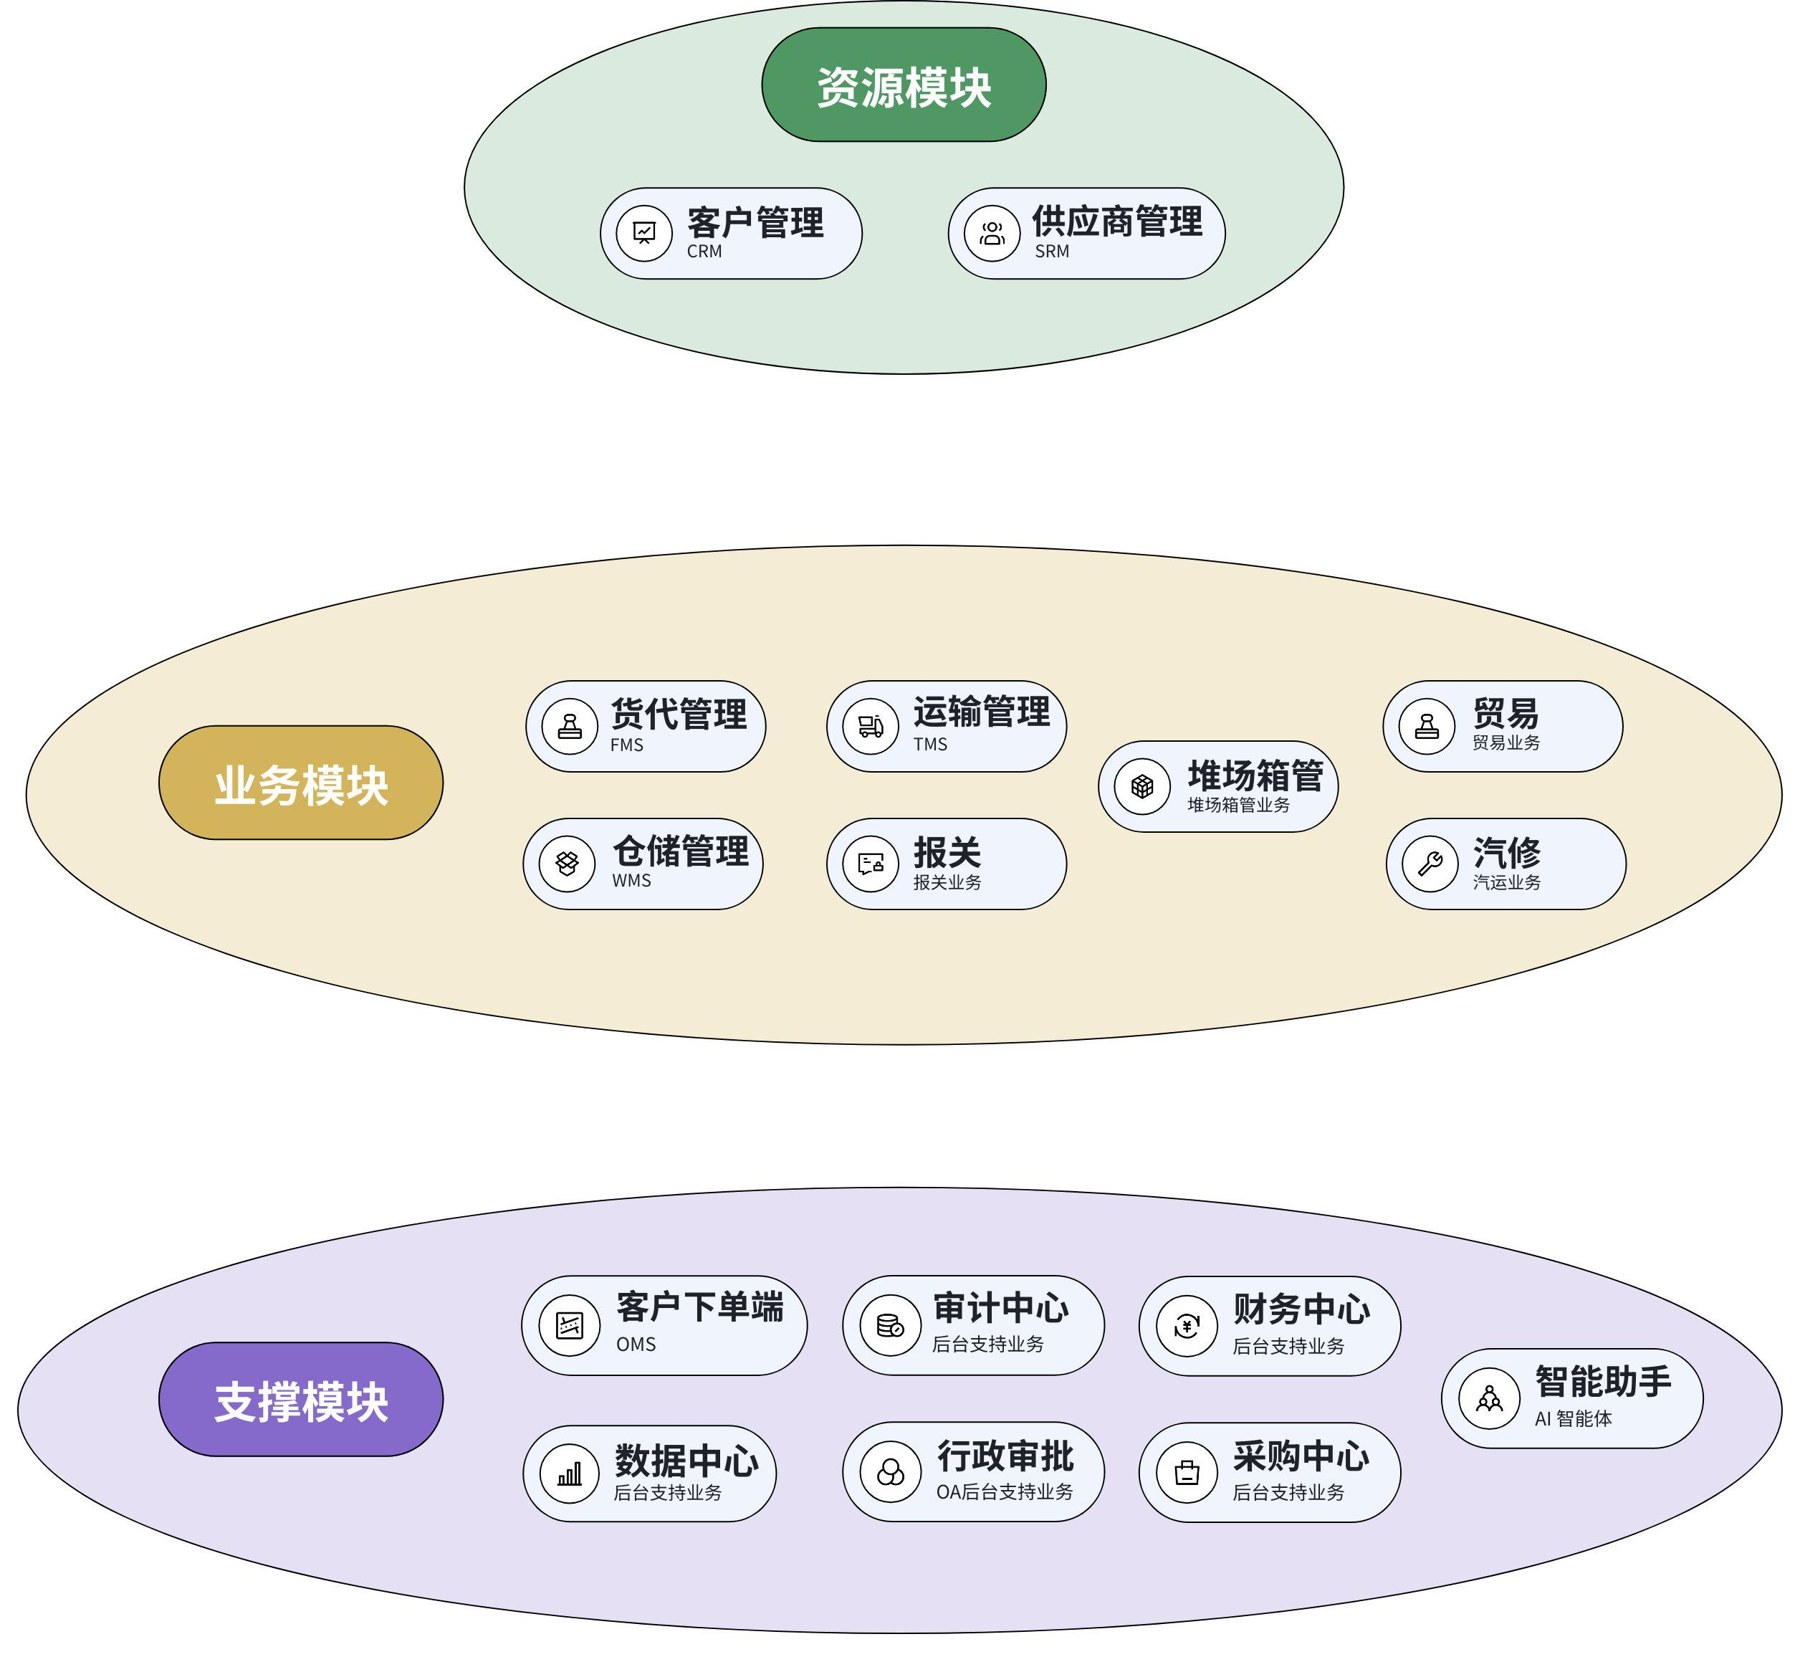 资源模块
客户管理
CRM
供应商管理
SRM
业务模块
货代管理
FMS
运输管理
TMS
堆场箱管
堆场箱管业务
贸易
贸易业务
仓储管理
WMS
报关
报关业务
汽修
汽运业务
支撑模块
客户下单端
OMS
审计中心
后台支持业务
财务中心
后台支持业务
智能助手
AI 智能体
数据中心
后台支持业务
行政审批
OA后台支持业务
采购中心
后台支持业务